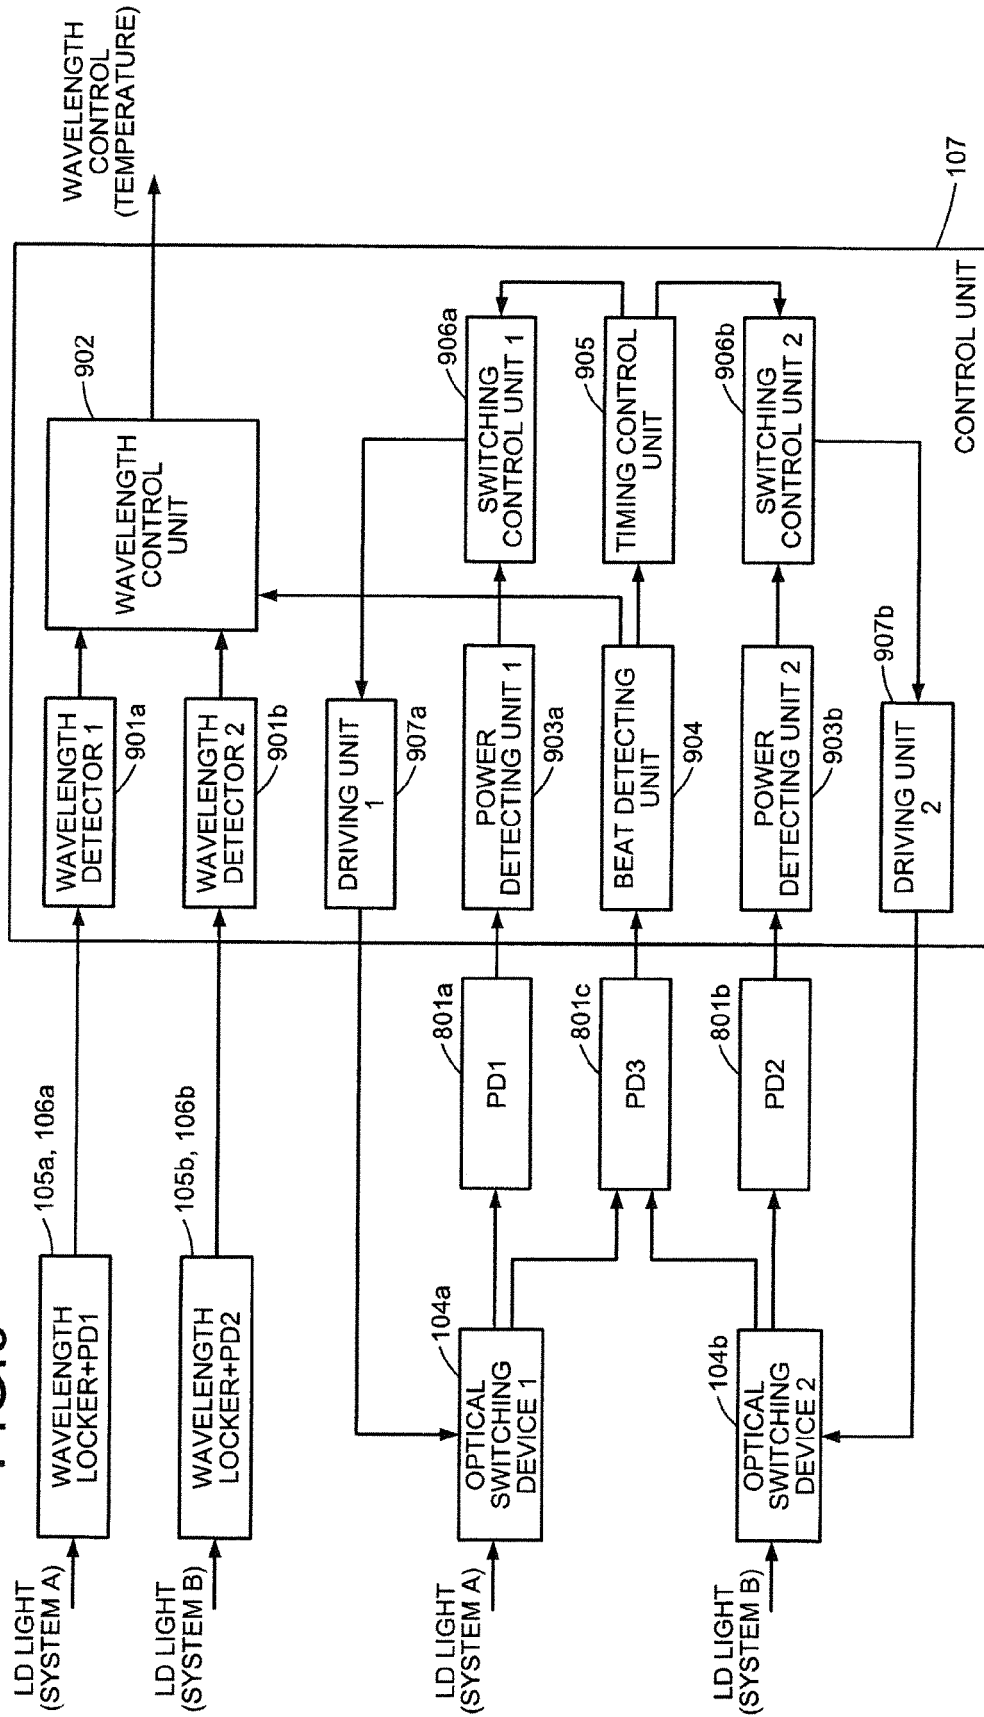 LD LIGHT
(SYSTEM A)
WAVELENGTH
LOCKER+PD1
105a, 106a
WAVELENGTH
DETECTOR 1
901a
LD LIGHT
(SYSTEM B)
WAVELENGTH
LOCKER+PD2
105b, 106b
WAVELENGTH
DETECTOR 2
901b
WAVELENGTH
CONTROL
UNIT
902
WAVELENGTH
CONTROL
(TEMPERATURE)
DRIVING UNIT
1
907a
LD LIGHT
(SYSTEM A)
OPTICAL
SWITCHING
DEVICE 1
104a
PD1
801a
POWER
DETECTING UNIT 1
903a
SWITCHING
CONTROL UNIT 1
906a
PD3
801c
BEAT DETECTING
UNIT
904
TIMING CONTROL
UNIT
905
LD LIGHT
(SYSTEM B)
OPTICAL
SWITCHING
DEVICE 2
104b
PD2
801b
POWER
DETECTING UNIT 2
903b
SWITCHING
CONTROL UNIT 2
906b
DRIVING UNIT
2
907b
CONTROL UNIT
107